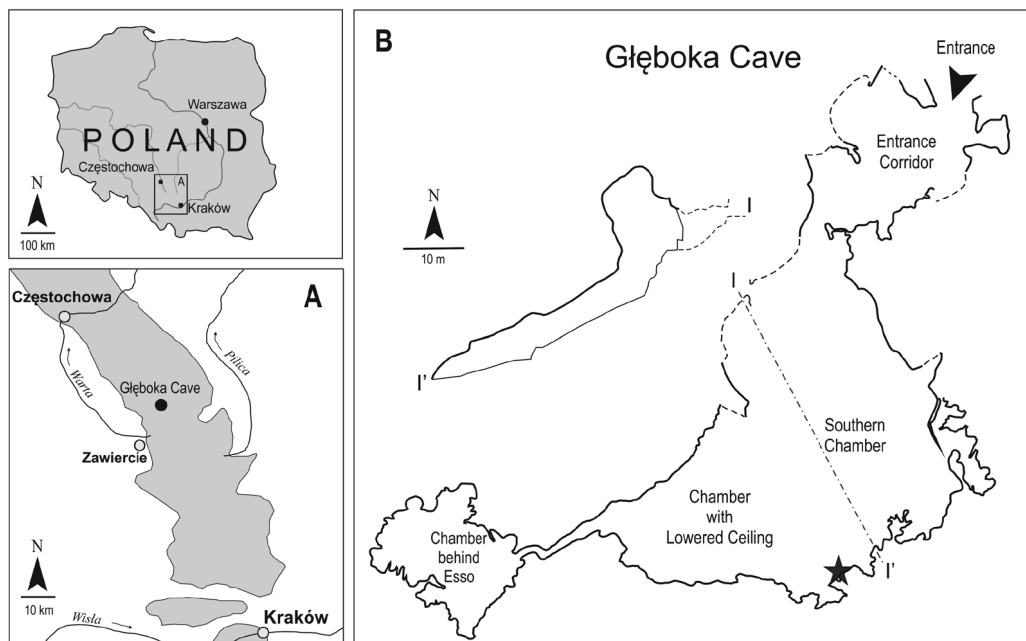 Warszawa
POLAND
Częstochowa
A
Kraków
N
100 km
A
Częstochowa
Pilica
Warta
Głęboka Cave
Zawiercie
N
10 km
Wisła
Kraków
B
Głęboka Cave
Entrance
Entrance
Corridor
N
10 m
I
I
I'
Southern
Chamber
Chamber
with
Lowered Ceiling
Chamber
behind
Esso
I'